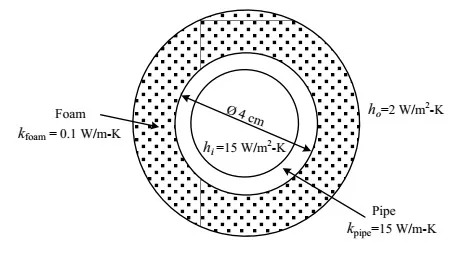 Foam
k_foam = 0.1 W/m-K
Ø 4 cm
h_i=15 W/m²-K
h_o=2 W/m²-K
Pipe
k_pipe=15 W/m-K